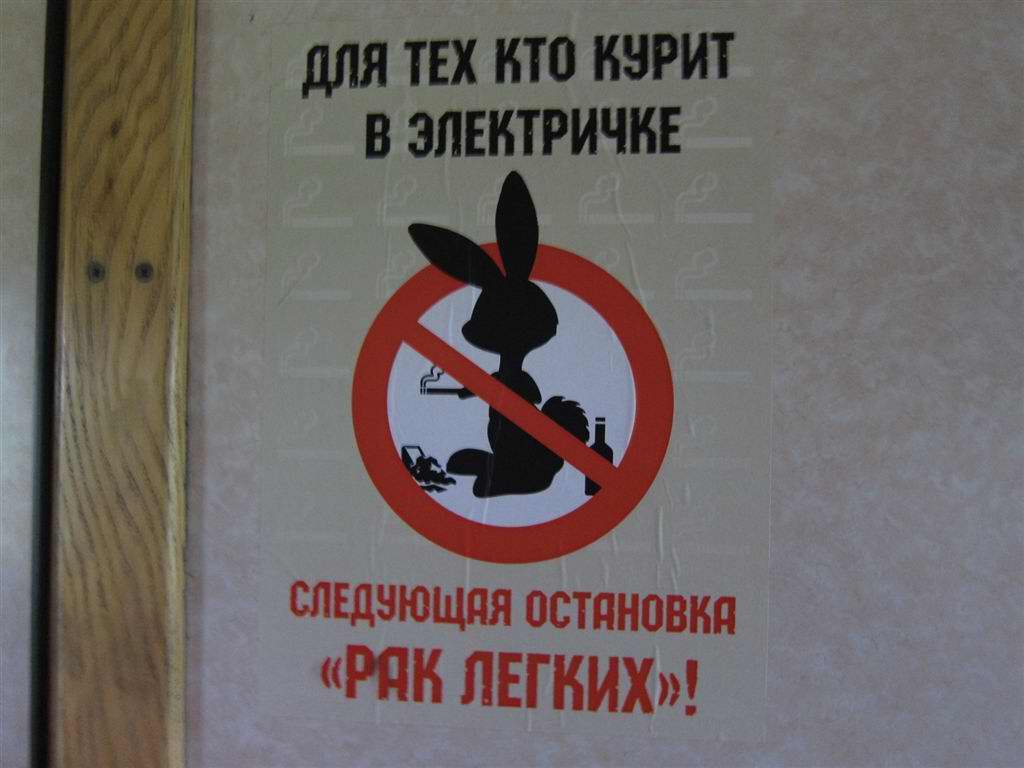 ДЛЯ ТЕХ КТО КУРИТ
В ЭЛЕКТРИЧКЕ
СЛЕДУЮЩАЯ ОСТАНОВКА
«РАК ЛЕГКИХ»!